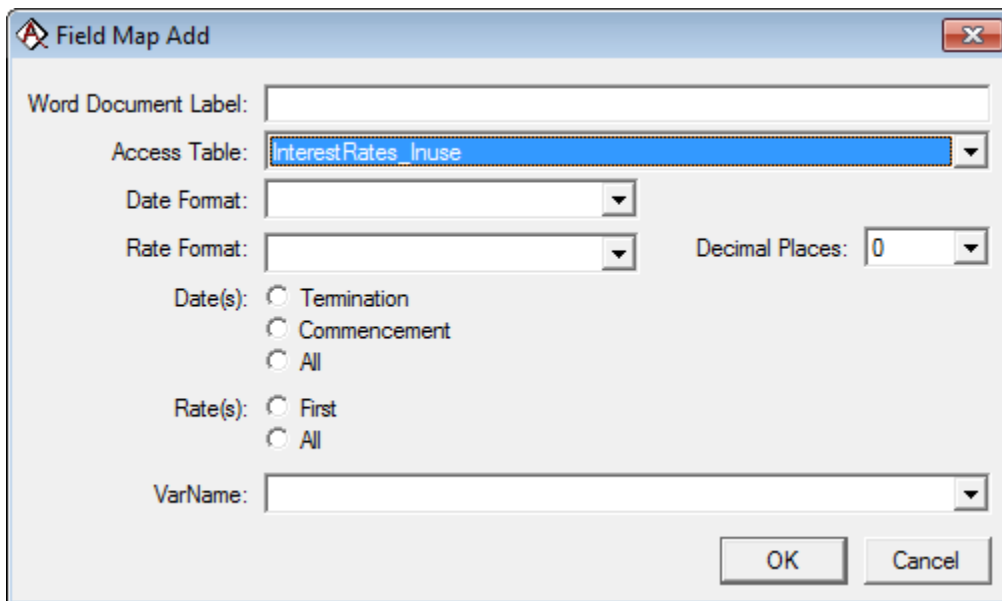 Field Map Add
Word Document Label:
Access Table: InterestRates_Inuse
Date Format:
Rate Format: Decimal Places: 0
Date(s): Termination
Commencement
All
Rate(s): First
All
VarName:
OK Cancel